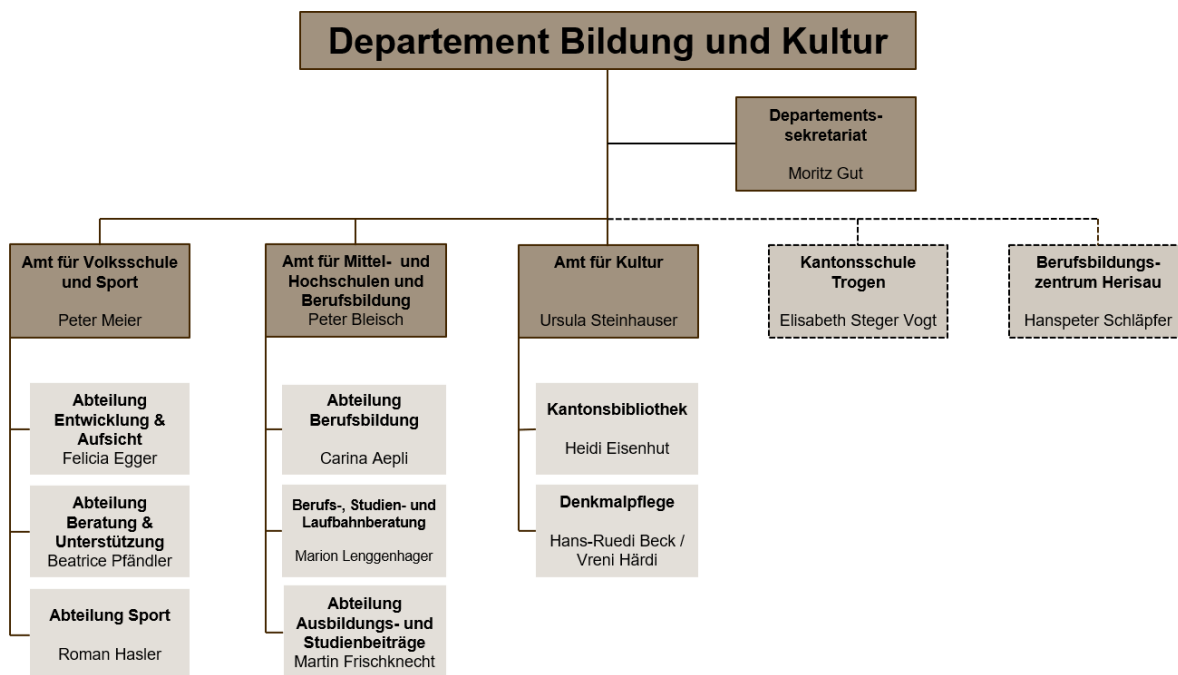 Departement Bildung und Kultur
Departements-
sekretariat
Moritz Gut
Amt für Volksschule
und Sport
Peter Meier
Amt für Mittel- und
Hochschulen und
Berufsbildung
Peter Bleisch
Amt für Kultur
Ursula Steinhauser
Kantonsschule
Trogen
Elisabeth Steger Vogt
Berufsbildungs-
zentrum Herisau
Hanspeter Schläpfer
Abteilung
Entwicklung &
Aufsicht
Felicia Egger
Abteilung
Berufsbildung
Carina Aepli
Kantonsbibliothek
Heidi Eisenhut
Abteilung
Beratung &
Unterstützung
Beatrice Pfändler
Berufs-, Studien- und
Laufbahnberatung
Marion Lenggenhager
Denkmalpflege
Hans-Ruedi Beck /
Vreni Härdi
Abteilung Sport
Roman Hasler
Abteilung
Ausbildungs- und
Studienbeiträge
Martin Frischknecht